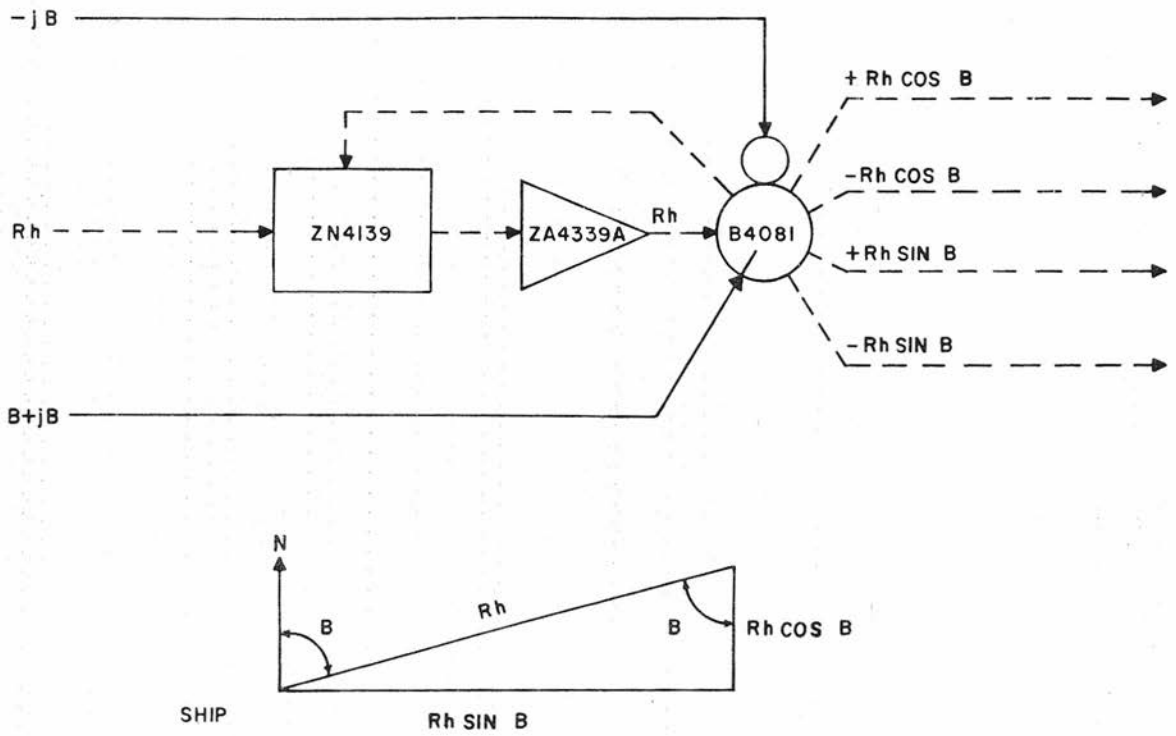 -jB
+Rh COS B
-Rh COS B
Rh
ZN4139
ZA4339A
Rh
B4081
+Rh SIN B
-Rh SIN B
B+jB
N
B
Rh
B
Rh COS B
SHIP
Rh SIN B